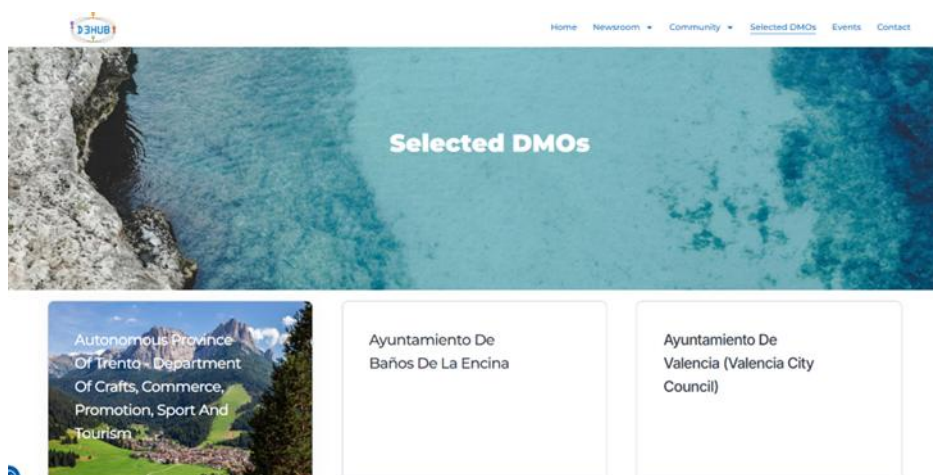 D3HUB
Home Newsroom Community Selected DMOs Events Contact
Selected DMOs
Autonomous Province
Of Trento - Department
Of Crafts, Commerce,
Promotion, Sport And
Tourism
Ayuntamiento De
Baños De La Encina
Ayuntamiento De
Valencia (Valencia City
Council)